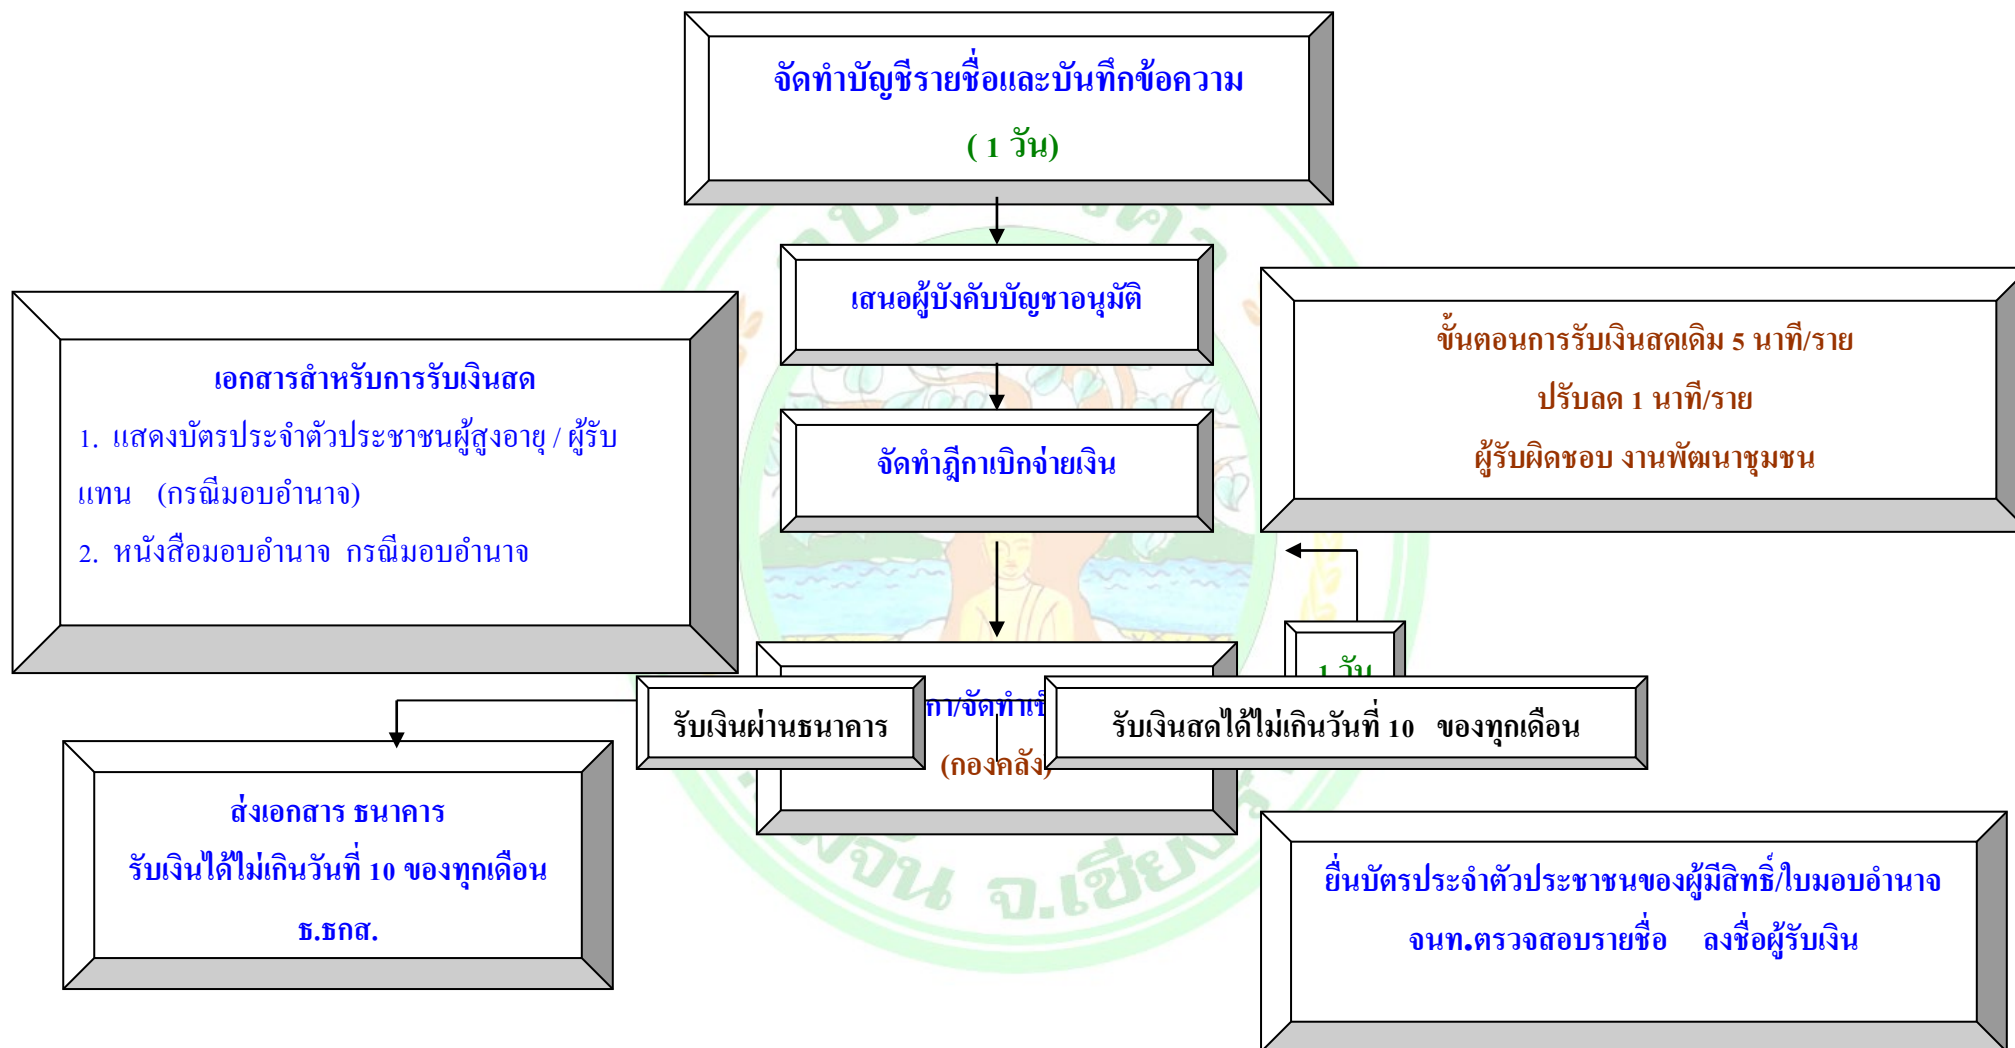 จัดทำบัญชีรายชื่อและบันทึกข้อความ
( 1 วัน)
เสนอผู้บังคับบัญชาอนุมัติ
จัดทำฎีกาเบิกจ่ายเงิน
เอกสารสำหรับการรับเงินสด
1. แสดงบัตรประจำตัวประชาชนผู้สูงอายุ / ผู้รับ
แทน (กรณีมอบอำนาจ)
2. หนังสือมอบอำนาจ กรณีมอบอำนาจ
ขั้นตอนการรับเงินสดเดิม 5 นาที/ราย
ปรับลด 1 นาที/ราย
ผู้รับผิดชอบ งานพัฒนาชุมชน
1 วัน
กา/จัดทำเช
(กองคลัง)
รับเงินผ่านธนาคาร
รับเงินสดได้ไม่เกินวันที่ 10 ของทุกเดือน
ส่งเอกสาร ธนาคาร
รับเงินได้ไม่เกินวันที่ 10 ของทุกเดือน
ธ.ธกส.
ยื่นบัตรประจำตัวประชาชนของผู้มีสิทธิ์/ใบมอบอำนาจ
จนท.ตรวจสอบรายชื่อ ลงชื่อผู้รับเงิน